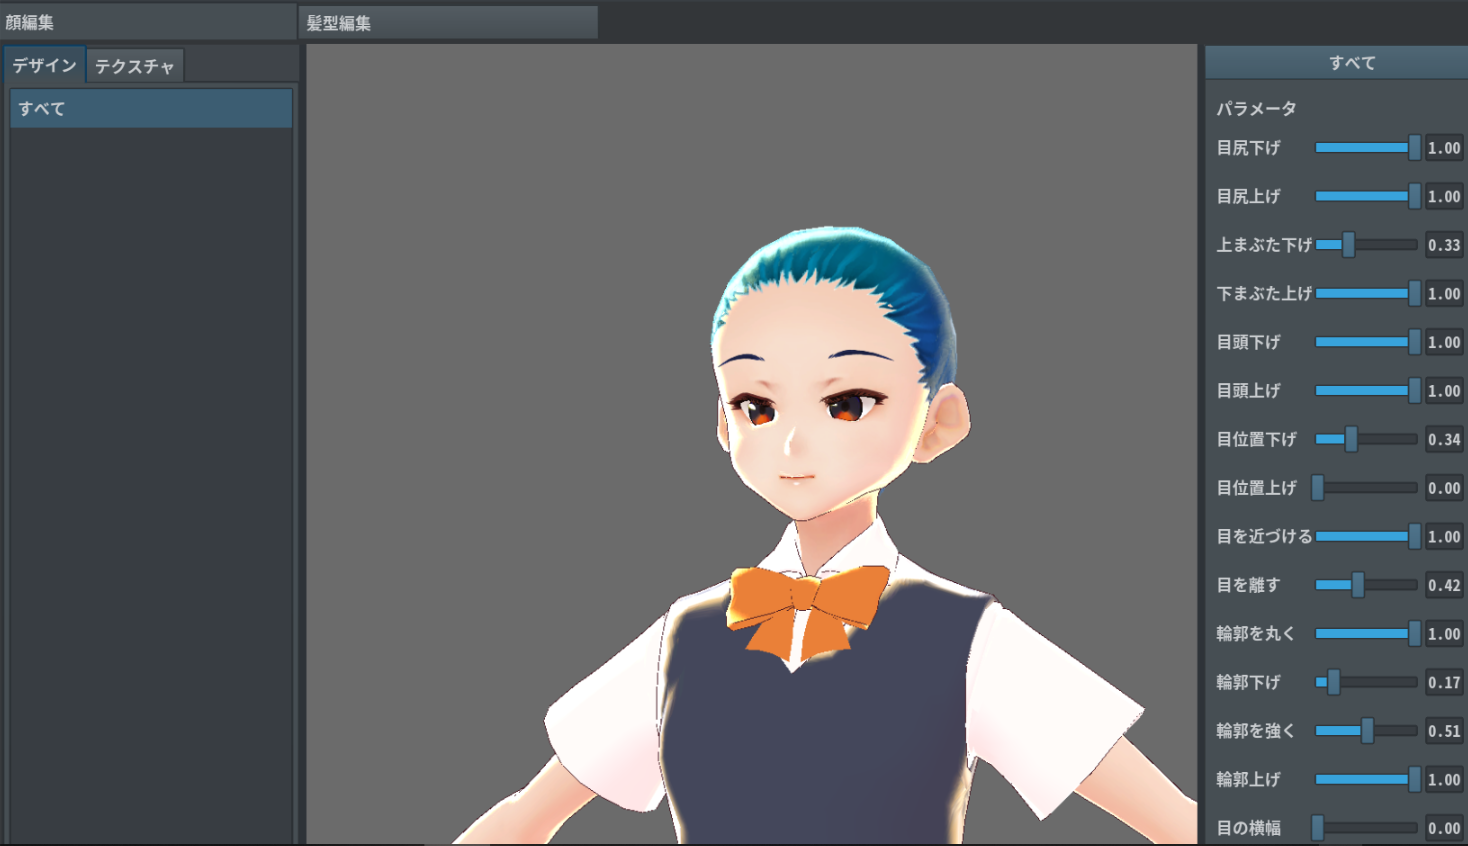 顔編集
髪型編集
デザイン
テクスチャ
すべて
すべて
パラメータ
目尻下げ 1.00
目尻上げ 1.00
上まぶた下げ 0.33
下まぶた上げ 1.00
目頭下げ 1.00
目頭上げ 1.00
目位置下げ 0.34
目位置上げ 0.00
目を近づける 1.00
目を離す 0.42
輪郭を丸く 1.00
輪郭下げ 0.17
輪郭を強く 0.51
輪郭上げ 1.00
目の横幅 0.00